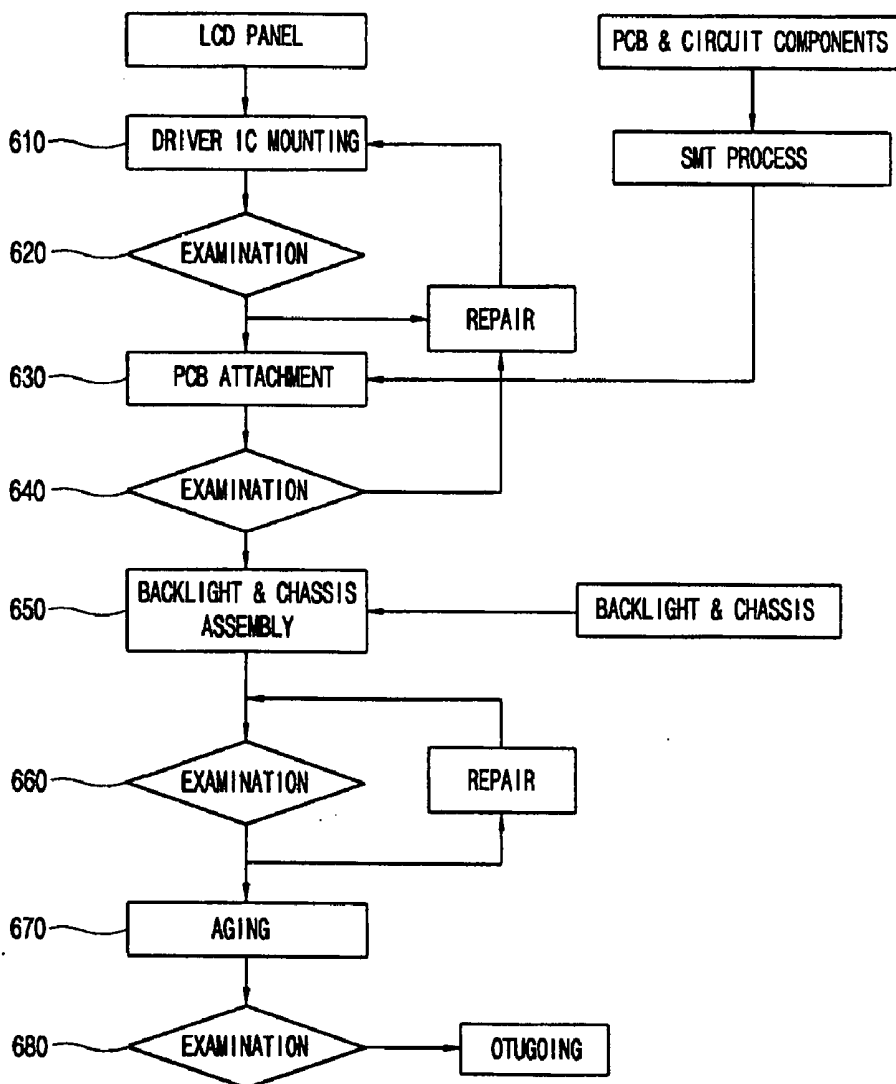 LCD PANEL
PCB & CIRCUIT COMPONENTS
610
DRIVER IC MOUNTING
SMT PROCESS
620
EXAMINATION
REPAIR
630
PCB ATTACHMENT
640
EXAMINATION
650
BACKLIGHT & CHASSIS
ASSEMBLY
BACKLIGHT & CHASSIS
660
EXAMINATION
REPAIR
670
AGING
680
EXAMINATION
OTUGOING